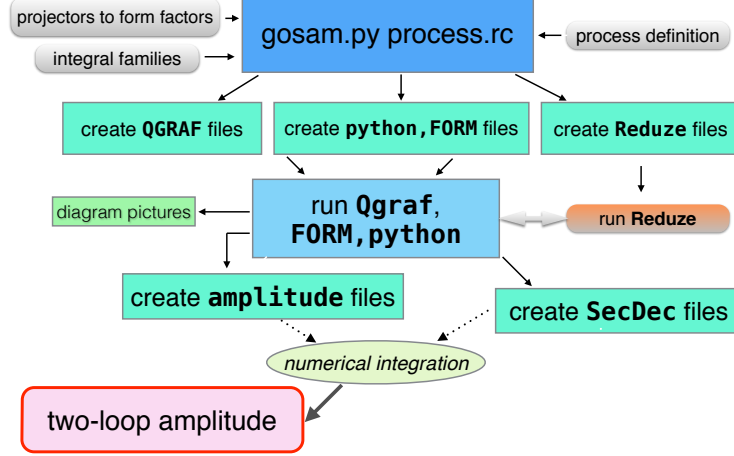 projectors to form factors
gosam.py process.rc
process definition
integral families
create QGRAF files
create python,FORM files
create Reduze files
diagram pictures
run Qgraf,
FORM,python
run Reduze
create amplitude files
create SecDec files
numerical integration
two-loop amplitude